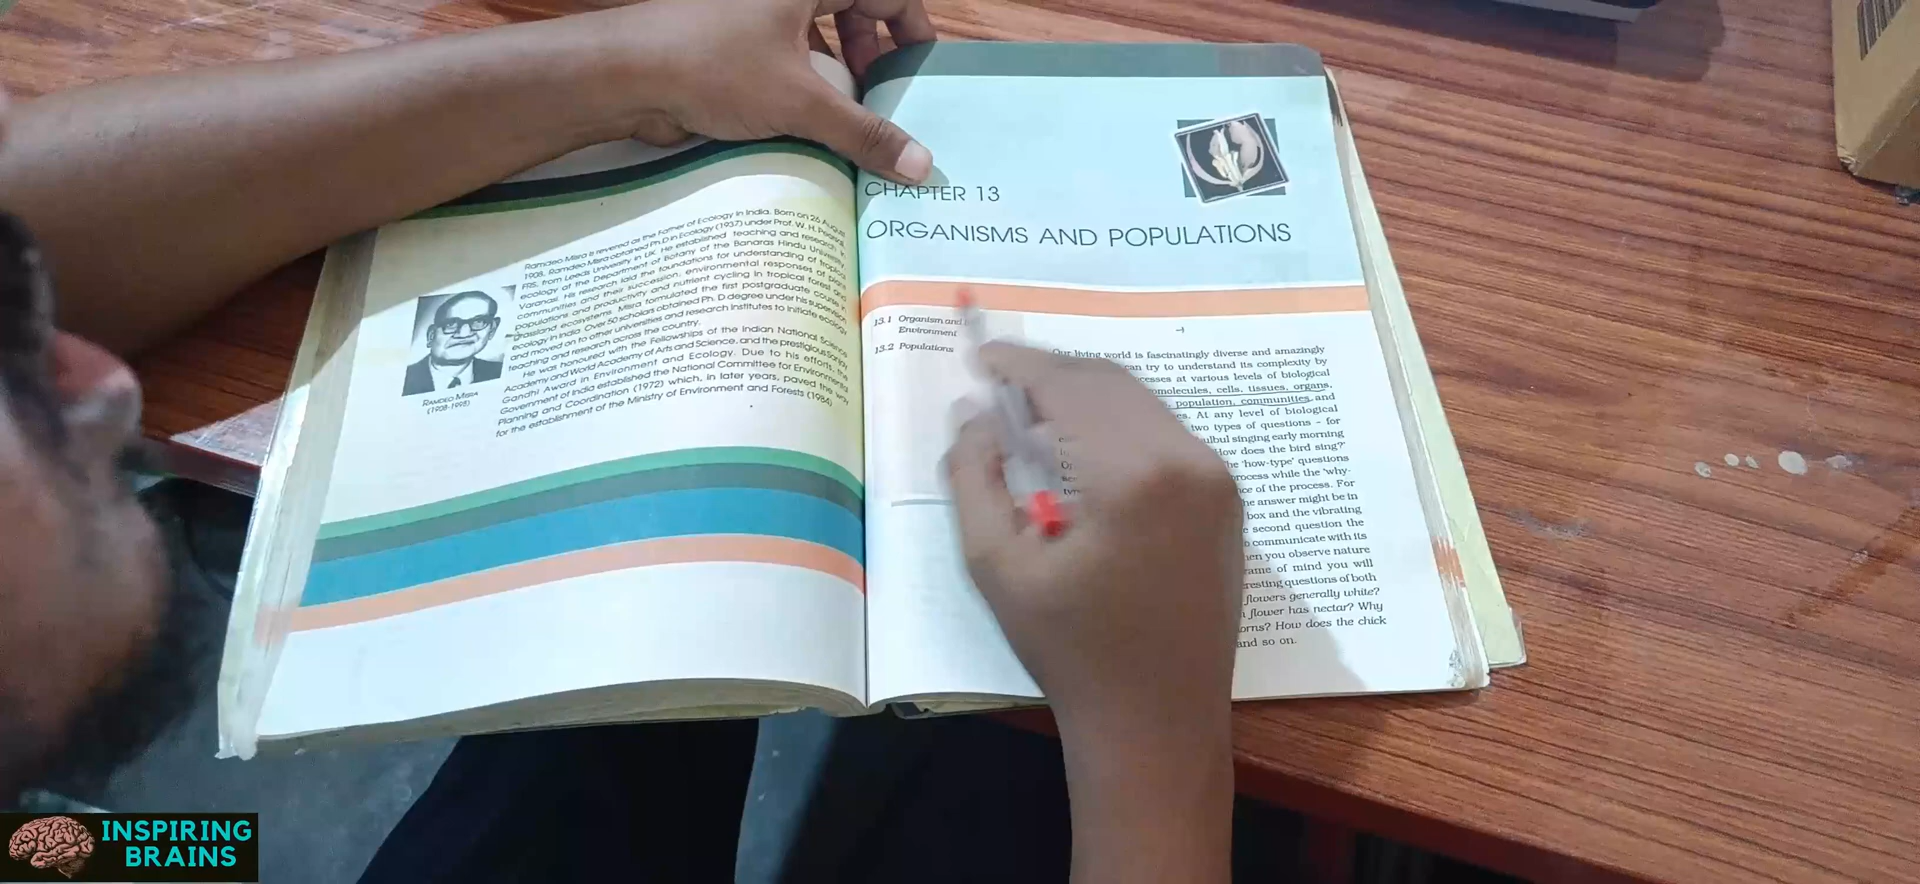 Ramdeo Misra is revered as the Father of Ecology in India. Born on 26 August
1908, Ramdeo Misra obtained Ph.D in Ecology (1937) under Prof. W. H. Pearsall,
FRS, from Leeds University in UK. He established teaching and research in
ecology at the Department of Botany of the Banaras Hindu University,
Varanasi. His research laid the foundations for understanding of tropical
communities and their succession, environmental responses of plant
populations and productivity and nutrient cycling in tropical forest and
grassland ecosystems. Misra formulated the first postgraduate course in
ecology in India. Over 50 scholars obtained Ph. D degree under his supervision
and moved on to other universities and research institutes to initiate ecology
teaching and research across the country.
He was honoured with the Fellowships of the Indian National Science
Academy and World Academy of Arts and Science, and the prestigious Sanjay
Gandhi Award in Environment and Ecology. Due to his efforts, the
Government of India established the National Committee for Environmental
Planning and Coordination (1972) which, in later years, paved the way
for the establishment of the Ministry of Environment and Forests (1984).
RAMDEO MISRA
(1908-1998)
CHAPTER 13
ORGANISMS AND POPULATIONS
13.1 Organism and
Environment
13.2 Populations
Our living world is fascinatingly diverse and amazingly
can try to understand its complexity by
cesses at various levels of biological
omolecules, cells, tissues, organs,
population, communities and
es. At any level of biological
two types of questions – for
ulbul singing early morning
How does the bird sing?'
he 'how-type' questions
process while the 'why-
nce of the process. For
he answer might be in
box and the vibrating
e second question the
o communicate with its
hen you observe nature
rame of mind you will
resting questions of both
flowers generally white?
flower has nectar? Why
orns? How does the chick
and so on.
INSPIRING
BRAINS